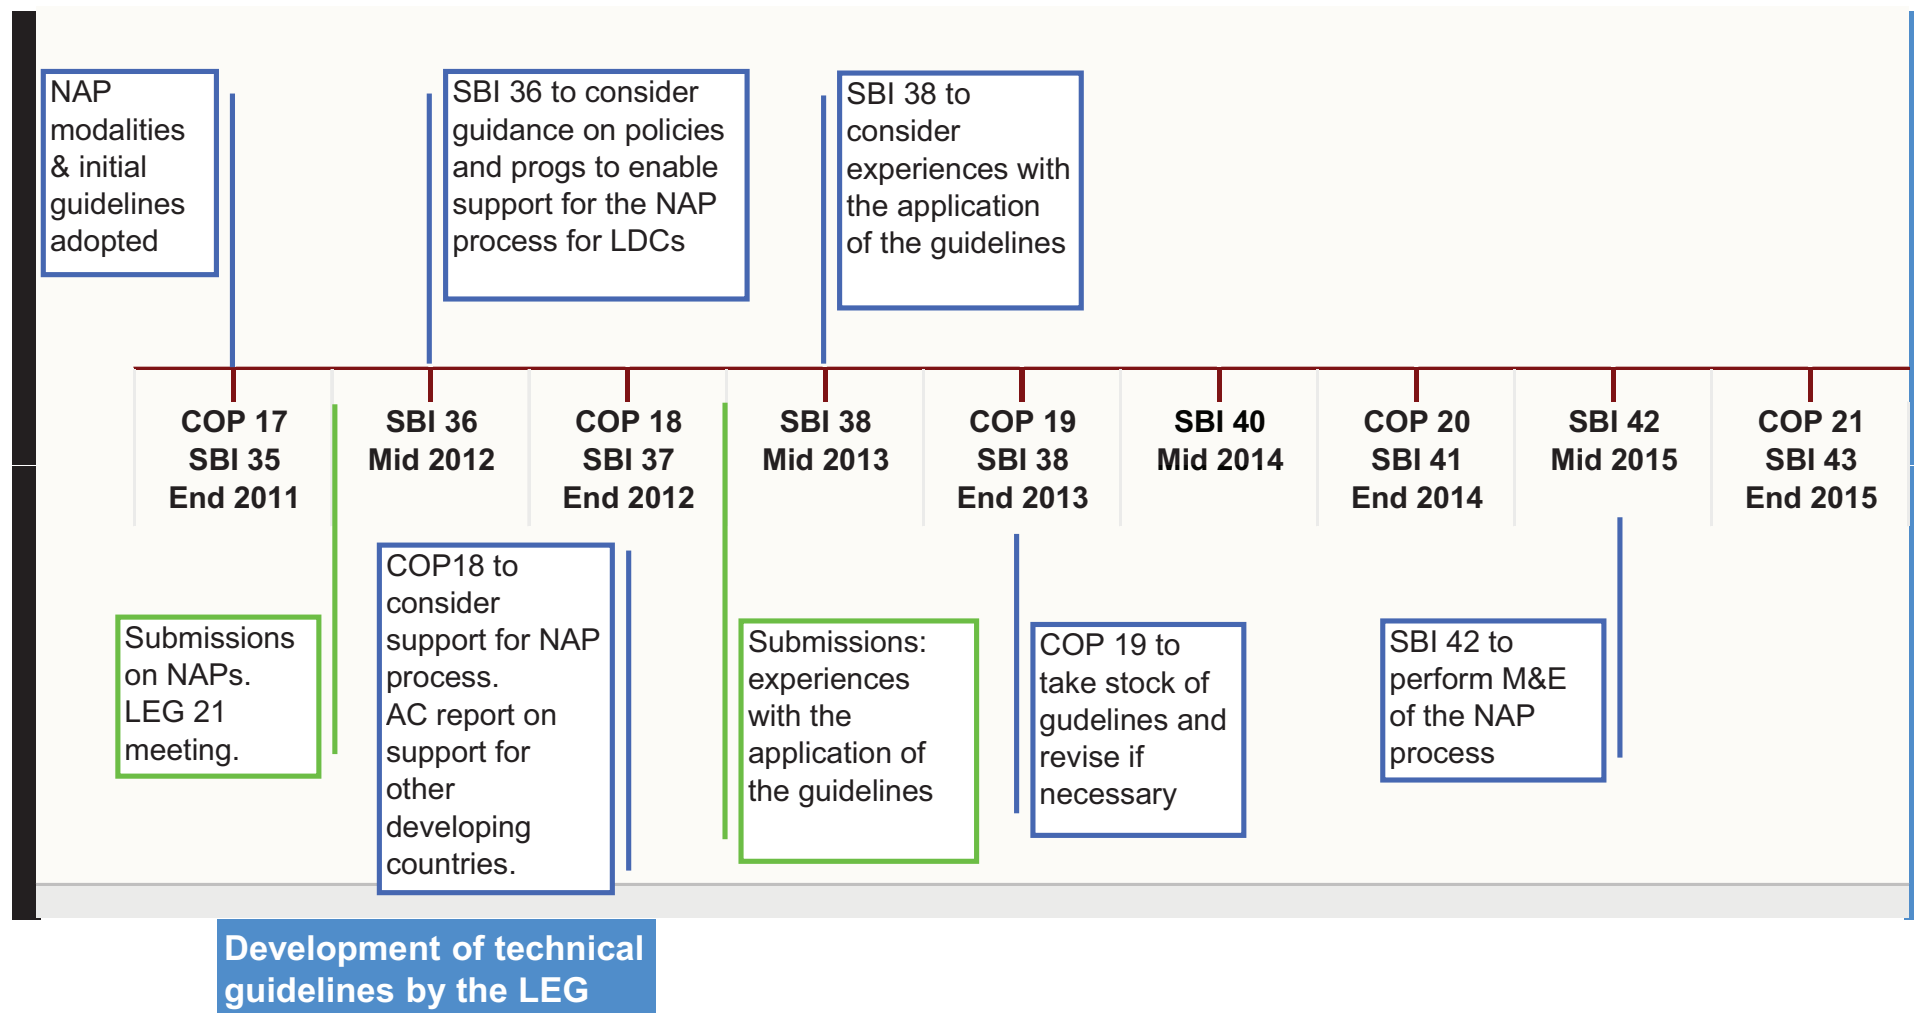 NAP
modalities
& initial
guidelines
adopted
SBI 36 to consider
guidance on policies
and progs to enable
support for the NAP
process for LDCs
SBI 38 to
consider
experiences with
the application
of the guidelines
COP 17
SBI 35
End 2011
SBI 36
Mid 2012
COP 18
SBI 37
End 2012
SBI 38
Mid 2013
COP 19
SBI 38
End 2013
SBI 40
Mid 2014
COP 20
SBI 41
End 2014
SBI 42
Mid 2015
COP 21
SBI 43
End 2015
Submissions
on NAPs.
LEG 21
meeting.
COP18 to
consider
support for NAP
process.
AC report on
support for
other
developing
countries.
Submissions:
experiences
with the
application of
the guidelines
COP 19 to
take stock of
gudelines and
revise if
necessary
SBI 42 to
perform M&E
of the NAP
process
Development of technical
guidelines by the LEG